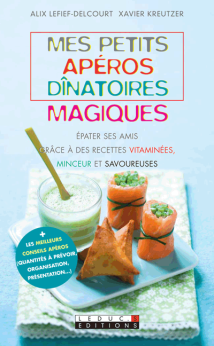 ALIX LEFIEF-DELCOURT XAVIER KREUTZER
MES PETITS
APÉROS
DÎNATOIRES
MAGIQUES
ÉPATER SES AMIS
GRÂCE À DES RECETTES VITAMINÉES,
MINCEUR ET SAVOUREUSES
+
LES MEILLEURS
CONSEILS APÉROS
(QUANTITÉS À PRÉVOIR,
ORGANISATION,
PRÉSENTATION...)
LEDUC.S
EDITIONS